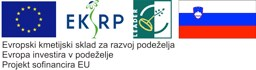 EKSRP
LEADER
Evropski kmetijski sklad za razvoj podeželja
Evropa investira v podeželje
Projekt sofinancira EU